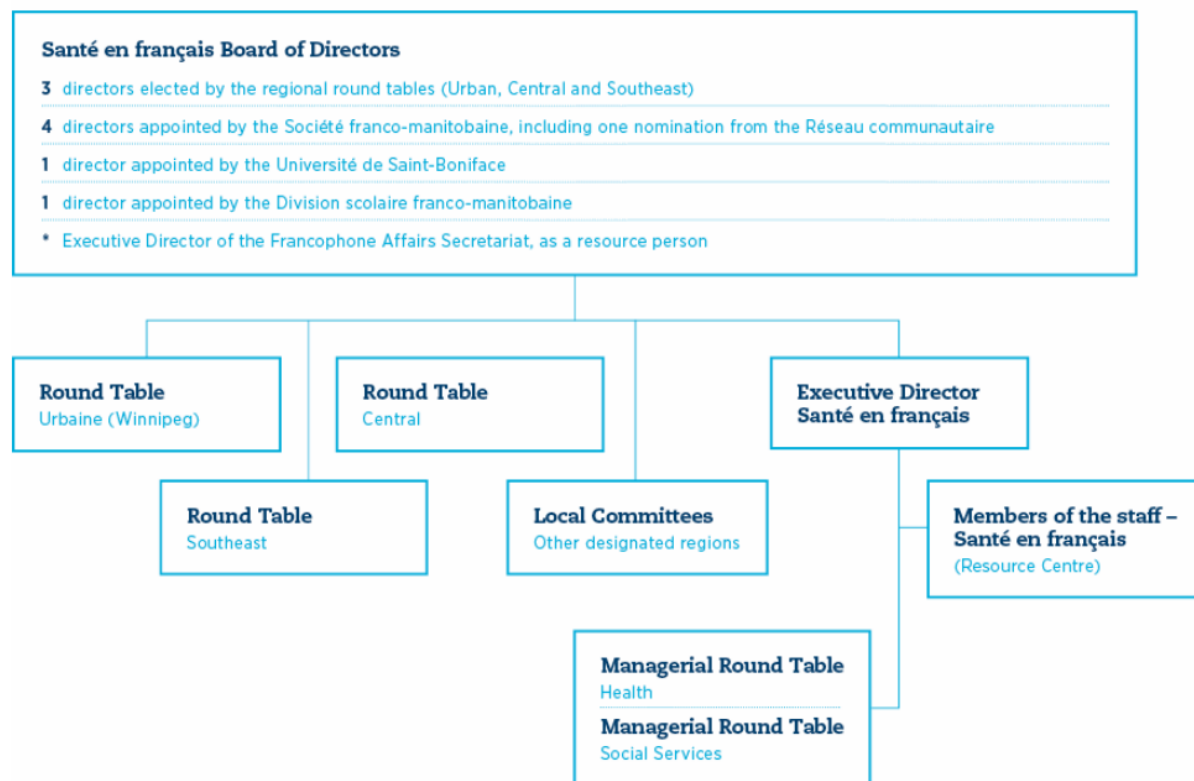 Santé en français Board of Directors
3 directors elected by the regional round tables (Urban, Central and Southeast)
4 directors appointed by the Société franco-manitobaine, including one nomination from the Réseau communautaire
1 director appointed by the Université de Saint-Boniface
1 director appointed by the Division scolaire franco-manitobaine
* Executive Director of the Francophone Affairs Secretariat, as a resource person
Round Table
Urbaine (Winnipeg)
Round Table
Central
Executive Director
Santé en français
Round Table
Southeast
Local Committees
Other designated regions
Members of the staff –
Santé en français
(Resource Centre)
Managerial Round Table
Health
Managerial Round Table
Social Services